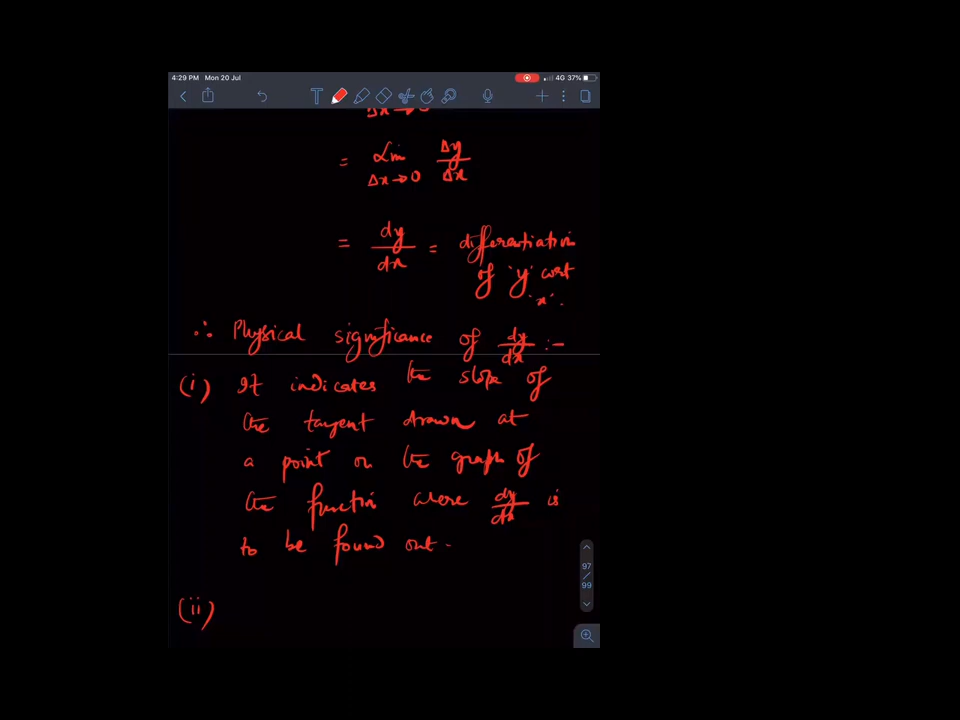 4:29 PM Mon 20 Jul 4G 37%
Δx→0
= Lim Δy/Δx
Δx→0
= dy/dx = differentiation
of 'y' wrt
'x'.
∴ Physical significance of dy/dx :-
(i) It indicates the slope of
the tangent drawn at
a point on the graph of
the function where dy/dx is
to be found out.
(ii)
97
/
99